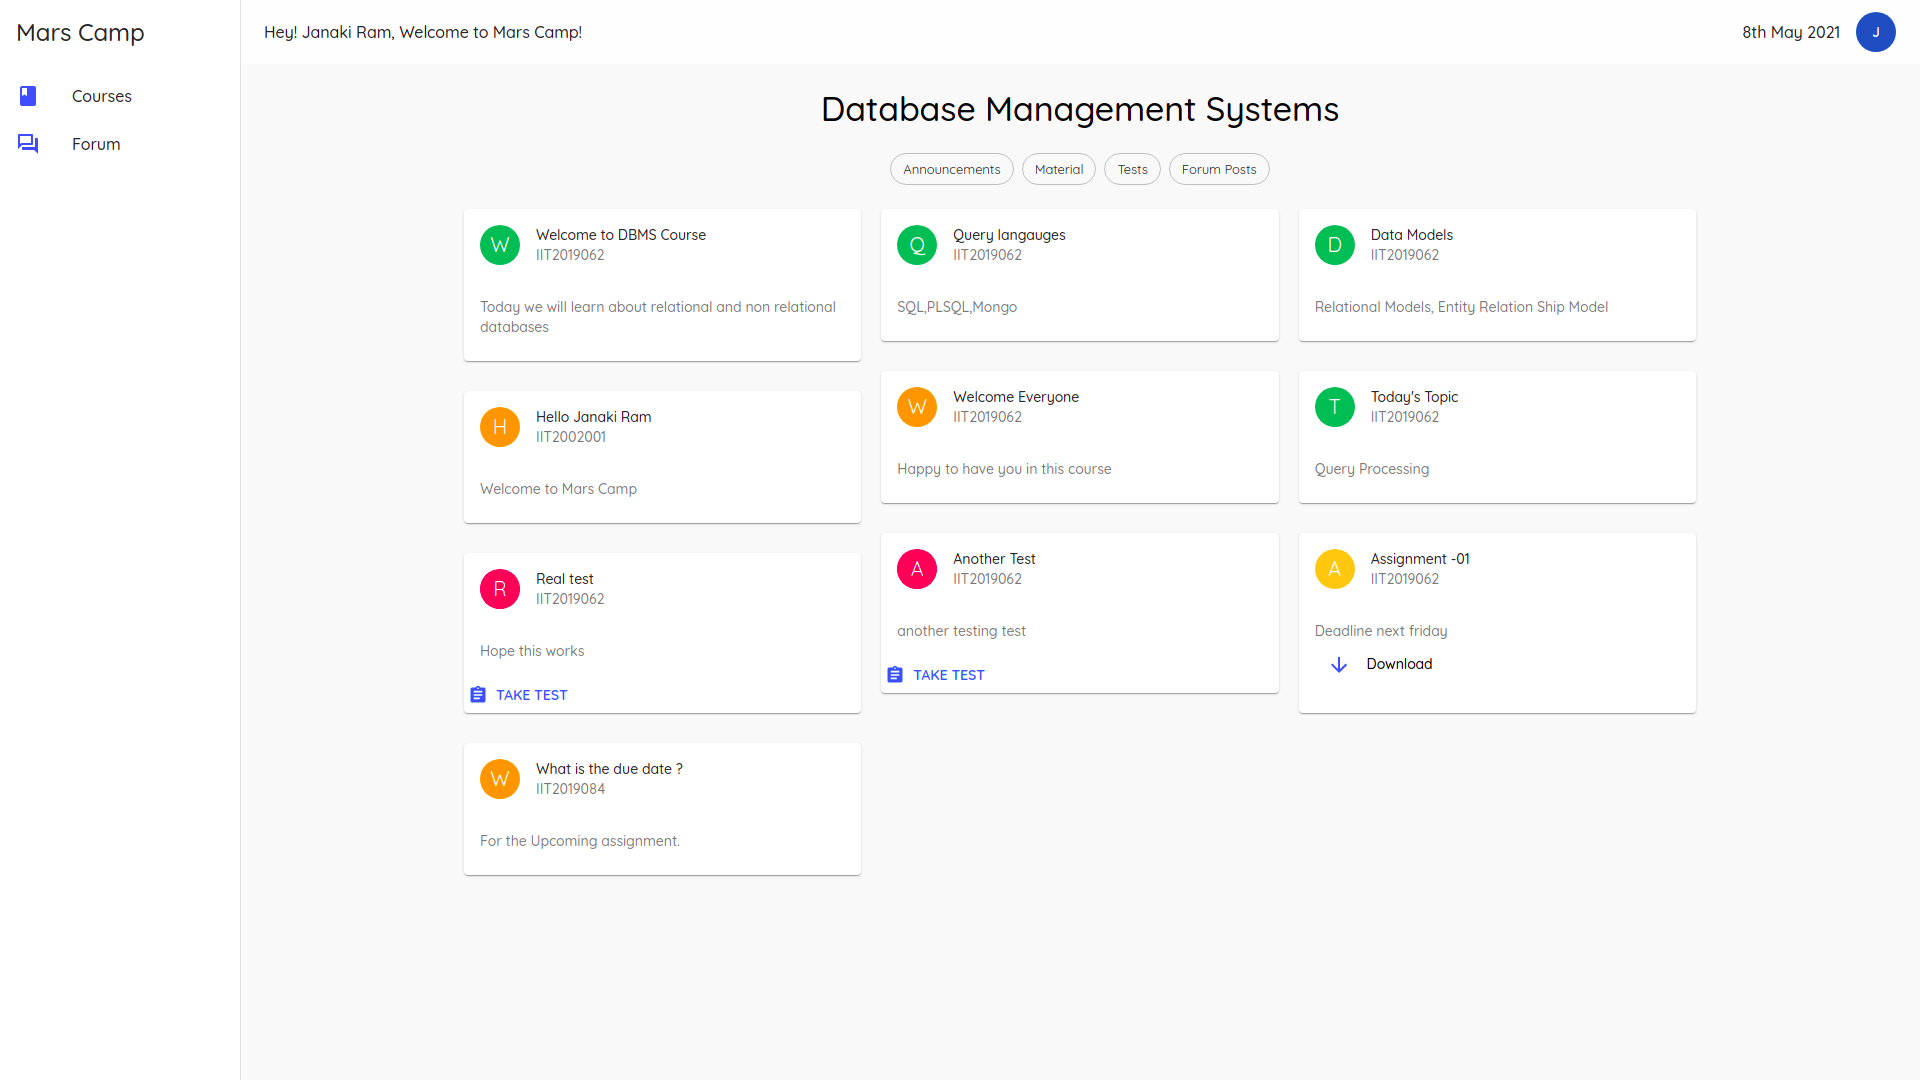 Mars Camp
Courses
Forum
Hey! Janaki Ram, Welcome to Mars Camp!
8th May 2021
J
Database Management Systems
Announcements
Material
Tests
Forum Posts
W
Welcome to DBMS Course
IIT2019062
Today we will learn about relational and non relational
databases
H
Hello Janaki Ram
IIT2002001
Welcome to Mars Camp
R
Real test
IIT2019062
Hope this works
TAKE TEST
W
What is the due date ?
IIT2019084
For the Upcoming assignment.
Q
Query langauges
IIT2019062
SQL,PLSQL,Mongo
W
Welcome Everyone
IIT2019062
Happy to have you in this course
A
Another Test
IIT2019062
another testing test
TAKE TEST
D
Data Models
IIT2019062
Relational Models, Entity Relation Ship Model
T
Today's Topic
IIT2019062
Query Processing
A
Assignment -01
IIT2019062
Deadline next friday
Download